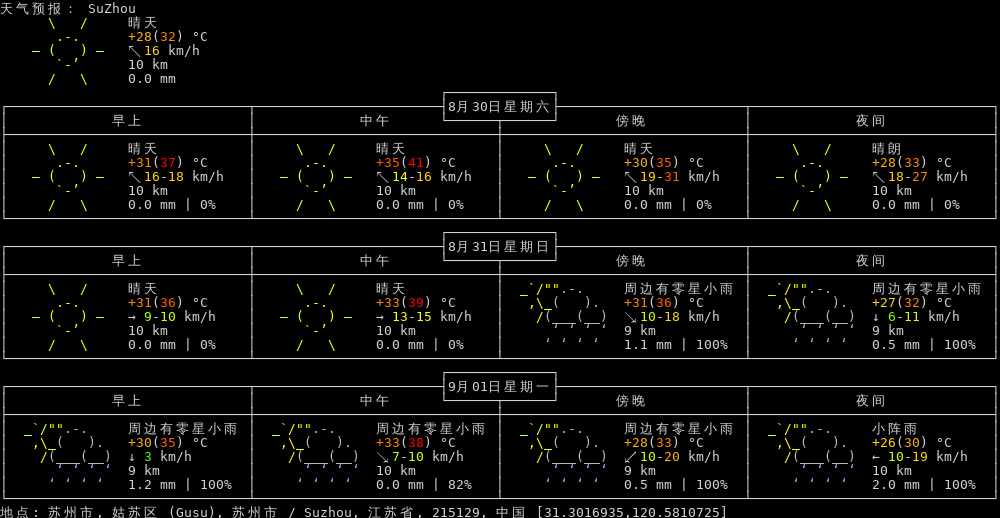 天气预报: SuZhou
晴天
+28(32) °C
↖ 16 km/h
10 km
0.0 mm
8月30日星期六
早上 中午 傍晚 夜间
晴天 晴天 晴天 晴朗
+31(37) °C +35(41) °C +30(35) °C +28(33) °C
↖ 16-18 km/h ↖ 14-16 km/h ↖ 19-31 km/h ↖ 18-27 km/h
10 km 10 km 10 km 10 km
0.0 mm | 0% 0.0 mm | 0% 0.0 mm | 0% 0.0 mm | 0%
8月31日星期日
早上 中午 傍晚 夜间
晴天 晴天 周边有零星小雨 周边有零星小雨
+31(36) °C +33(39) °C +31(36) °C +27(32) °C
→ 9-10 km/h → 13-15 km/h ↘ 10-18 km/h ↓ 6-11 km/h
10 km 10 km 9 km 9 km
0.0 mm | 0% 0.0 mm | 0% 1.1 mm | 100% 0.5 mm | 100%
9月01日星期一
早上 中午 傍晚 夜间
周边有零星小雨 周边有零星小雨 周边有零星小雨 小阵雨
+30(35) °C +33(38) °C +28(33) °C +26(30) °C
↓ 3 km/h ↘ 7-10 km/h ↙ 10-20 km/h ← 10-19 km/h
9 km 10 km 9 km 10 km
1.2 mm | 100% 0.0 mm | 82% 0.5 mm | 100% 2.0 mm | 100%
地点: 苏州市, 姑苏区 (Gusu), 苏州市 / Suzhou, 江苏省, 215129, 中国 [31.3016935,120.5810725]